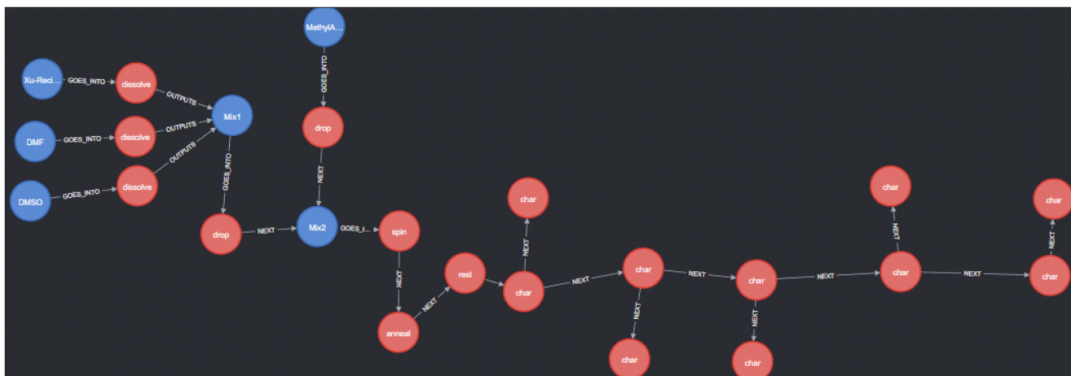 MethylA...
GOES_INTO
Xu-Raci...
GOES_INTO
dissolve
OUTPUTS
DMF
GOES_INTO
dissolve
OUTPUTS
DMSO
GOES_INTO
dissolve
OUTPUTS
Mix1
GOES_INTO
drop
NEXT
drop
NEXT
Mix2
GOES_I...
spin
NEXT
anneal
NEXT
rest
char
NEXT
char
NEXT
char
NEXT
char
NEXT
char
NEXT
char
NEXT
char
NEXT
char
NEXT
char
NEXT
char